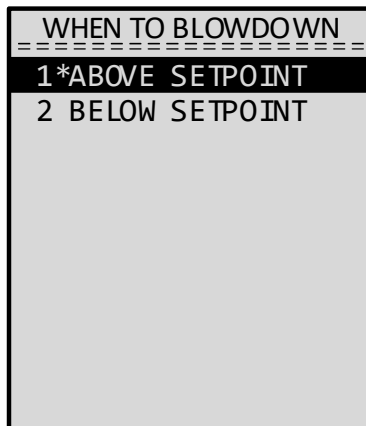 WHEN TO BLOWDOWN
====================
1*ABOVE SETPOINT
2 BELOW SETPOINT